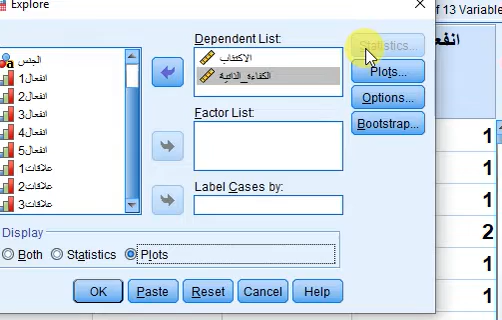 Explore
of 13 Variable
Dependent List:
الجنس
انفعال1
انفعال2
انفعال3
انفعال4
انفعال5
علاقات1
علاقات2
علاقات3
الاكتئاب
الكفاءة_الذاتية
Statistics...
Plots...
Options...
Bootstrap...
Factor List:
Label Cases by:
انفعال
1
1
1
2
1
1
Display
Both
Statistics
Plots
OK
Paste
Reset
Cancel
Help